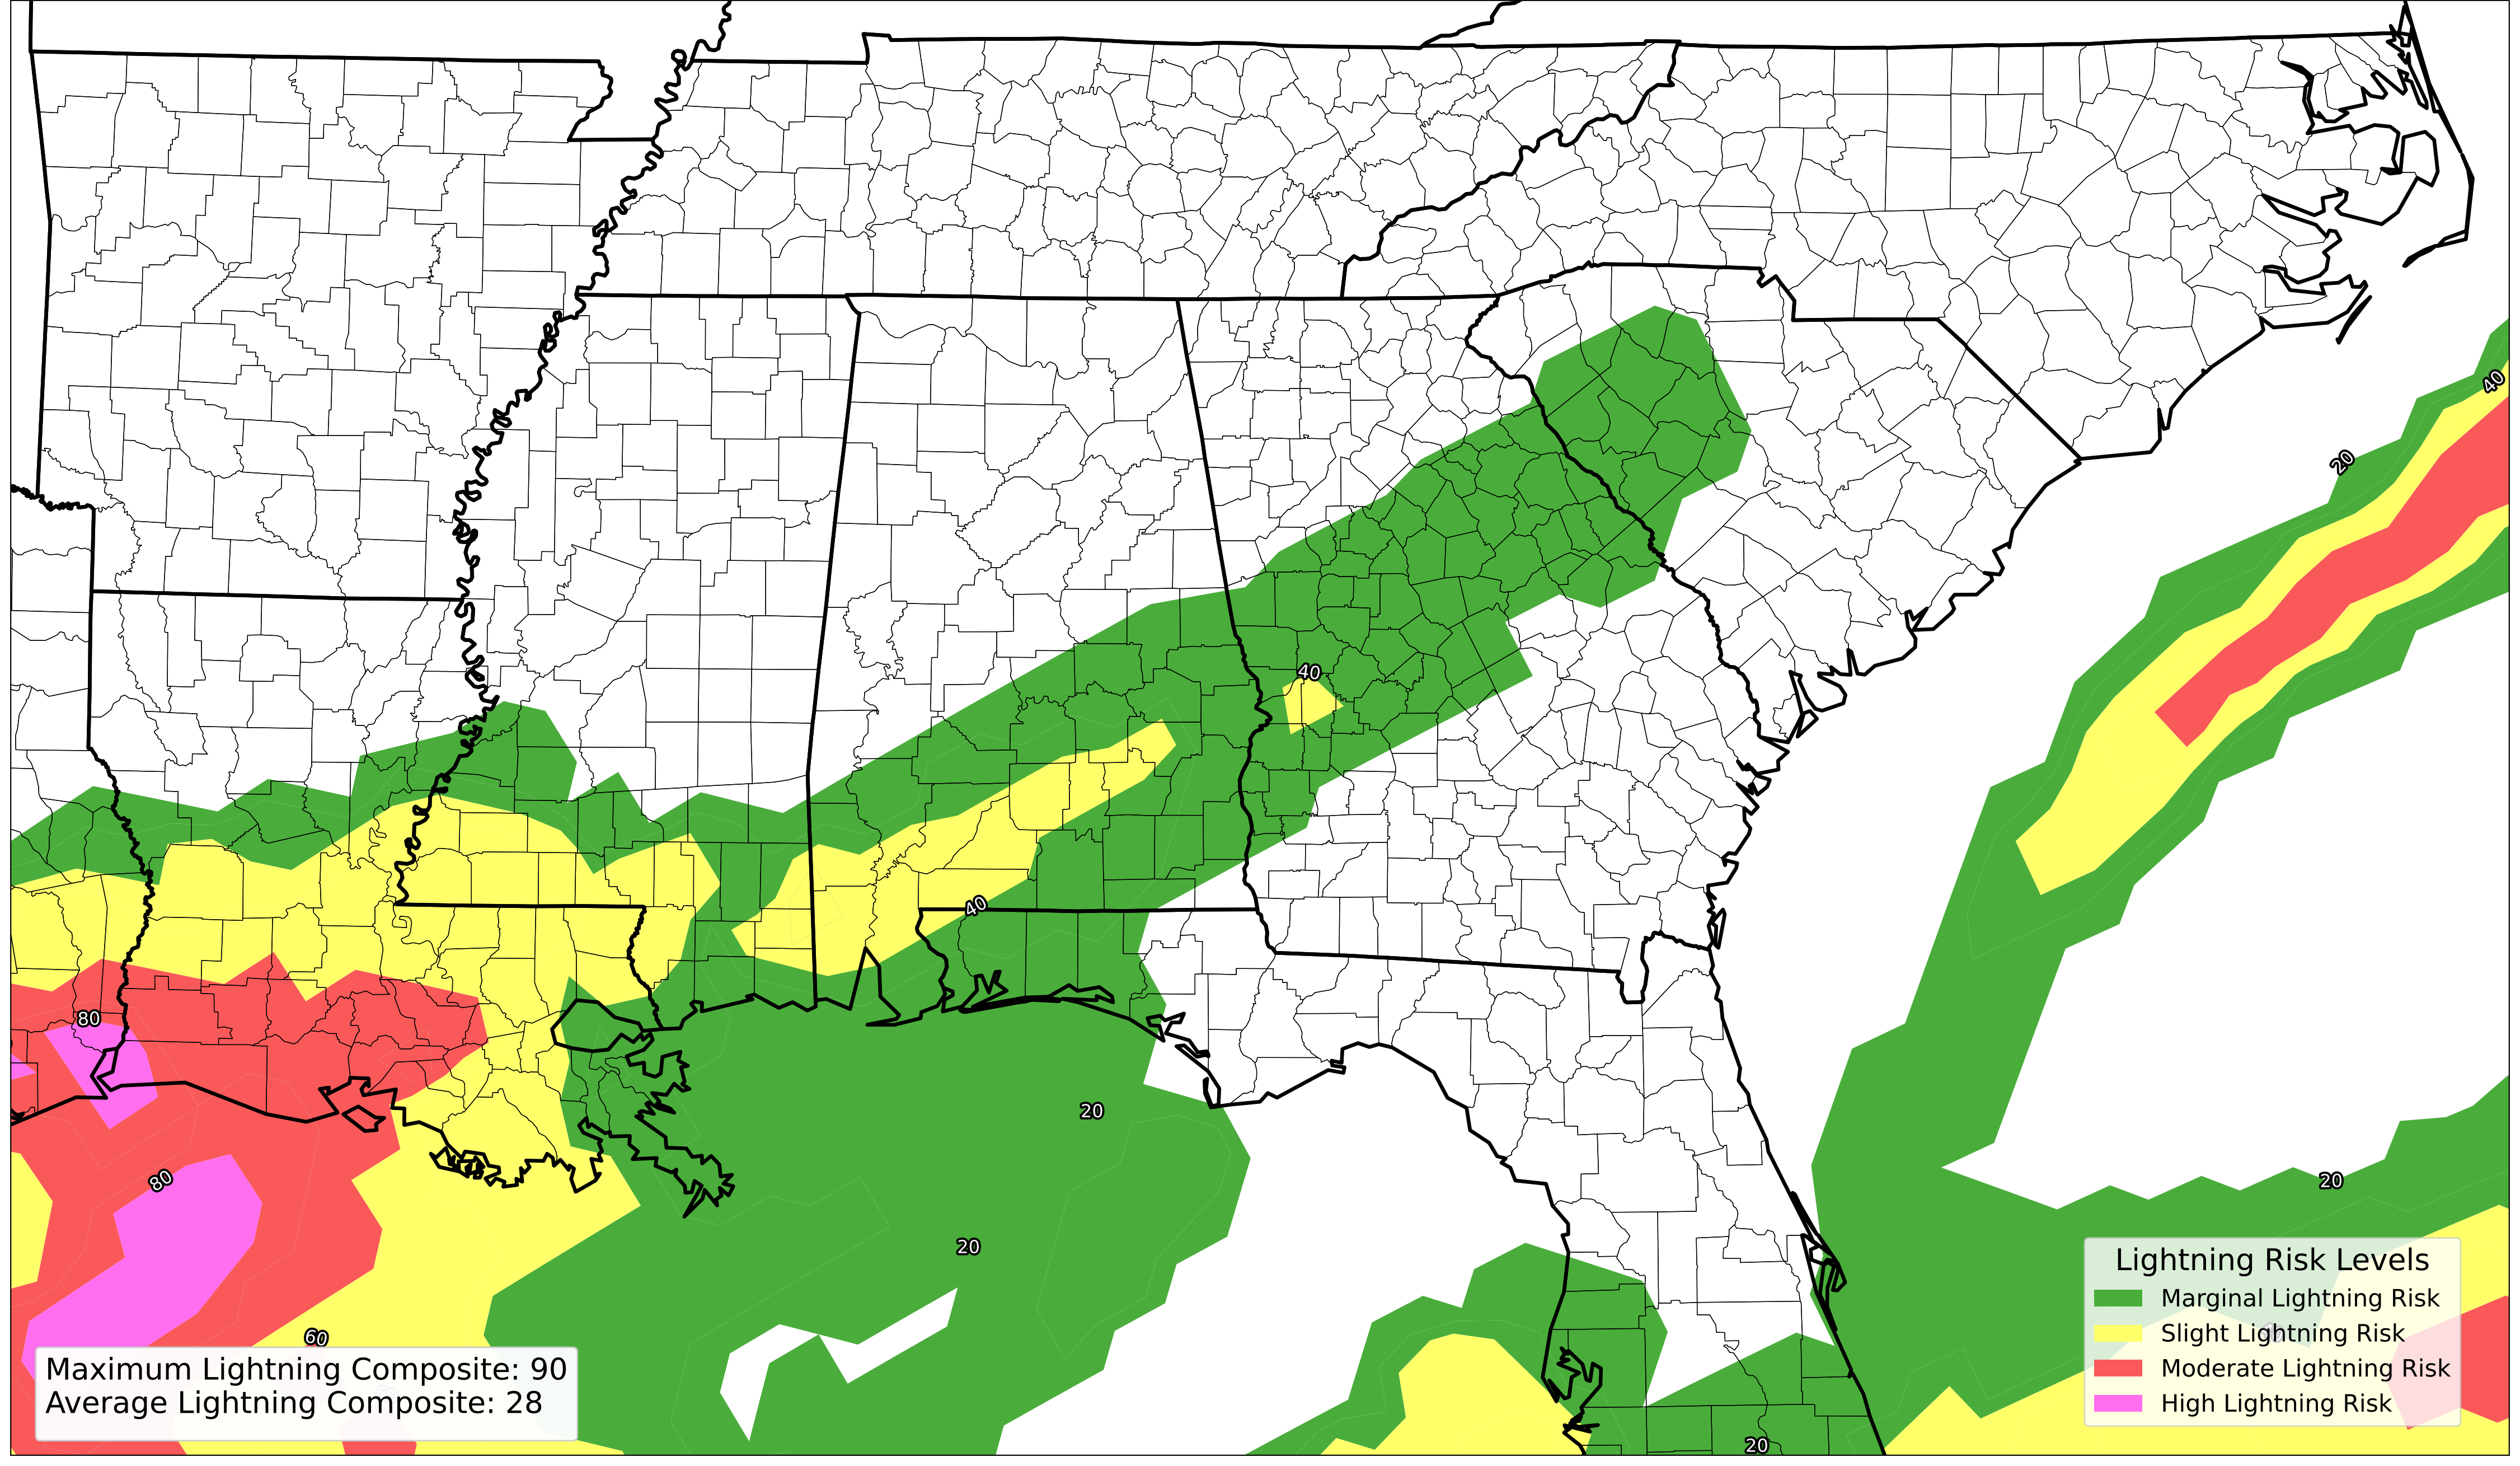 40
20
40
40
80
20
80
20
20
60
20
Lightning Risk Levels
Marginal Lightning Risk
Slight Lightning Risk
Moderate Lightning Risk
High Lightning Risk
Maximum Lightning Composite: 90
Average Lightning Composite: 28